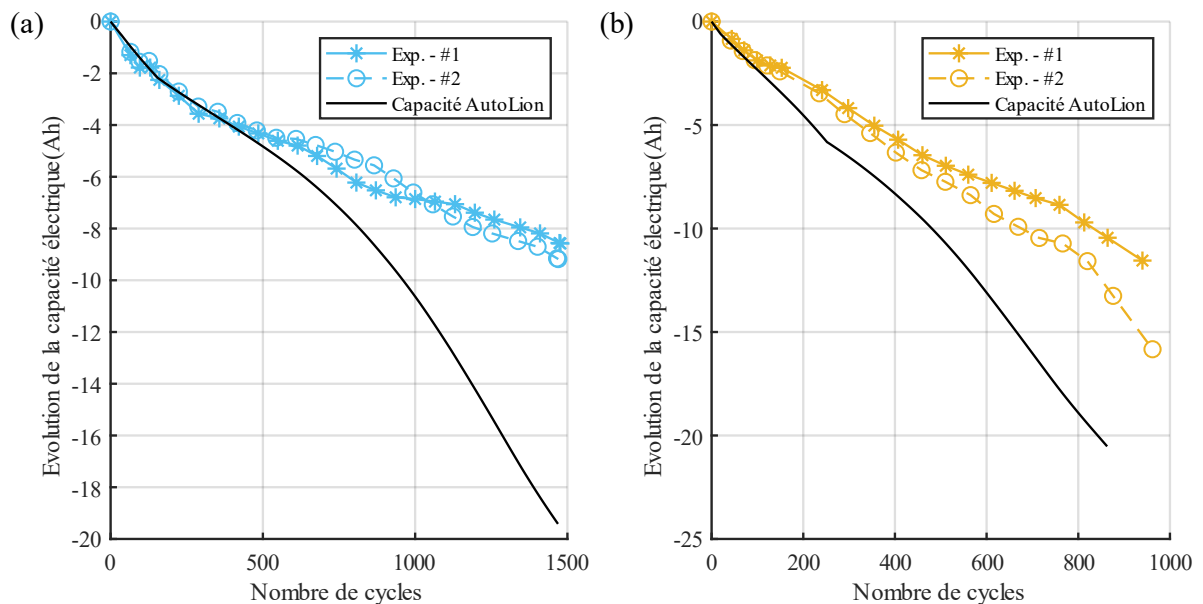 (a)
Evolution de la capacité électrique(Ah)
0
-2
-4
-6
-8
-10
-12
-14
-16
-18
-20
Exp. - #1
Exp. - #2
Capacité AutoLion
0
500
1000
1500
Nombre de cycles
(b)
Evolution de la capacité électrique(Ah)
0
-5
-10
-15
-20
-25
Exp. - #1
Exp. - #2
Capacité AutoLion
0
200
400
600
800
1000
Nombre de cycles